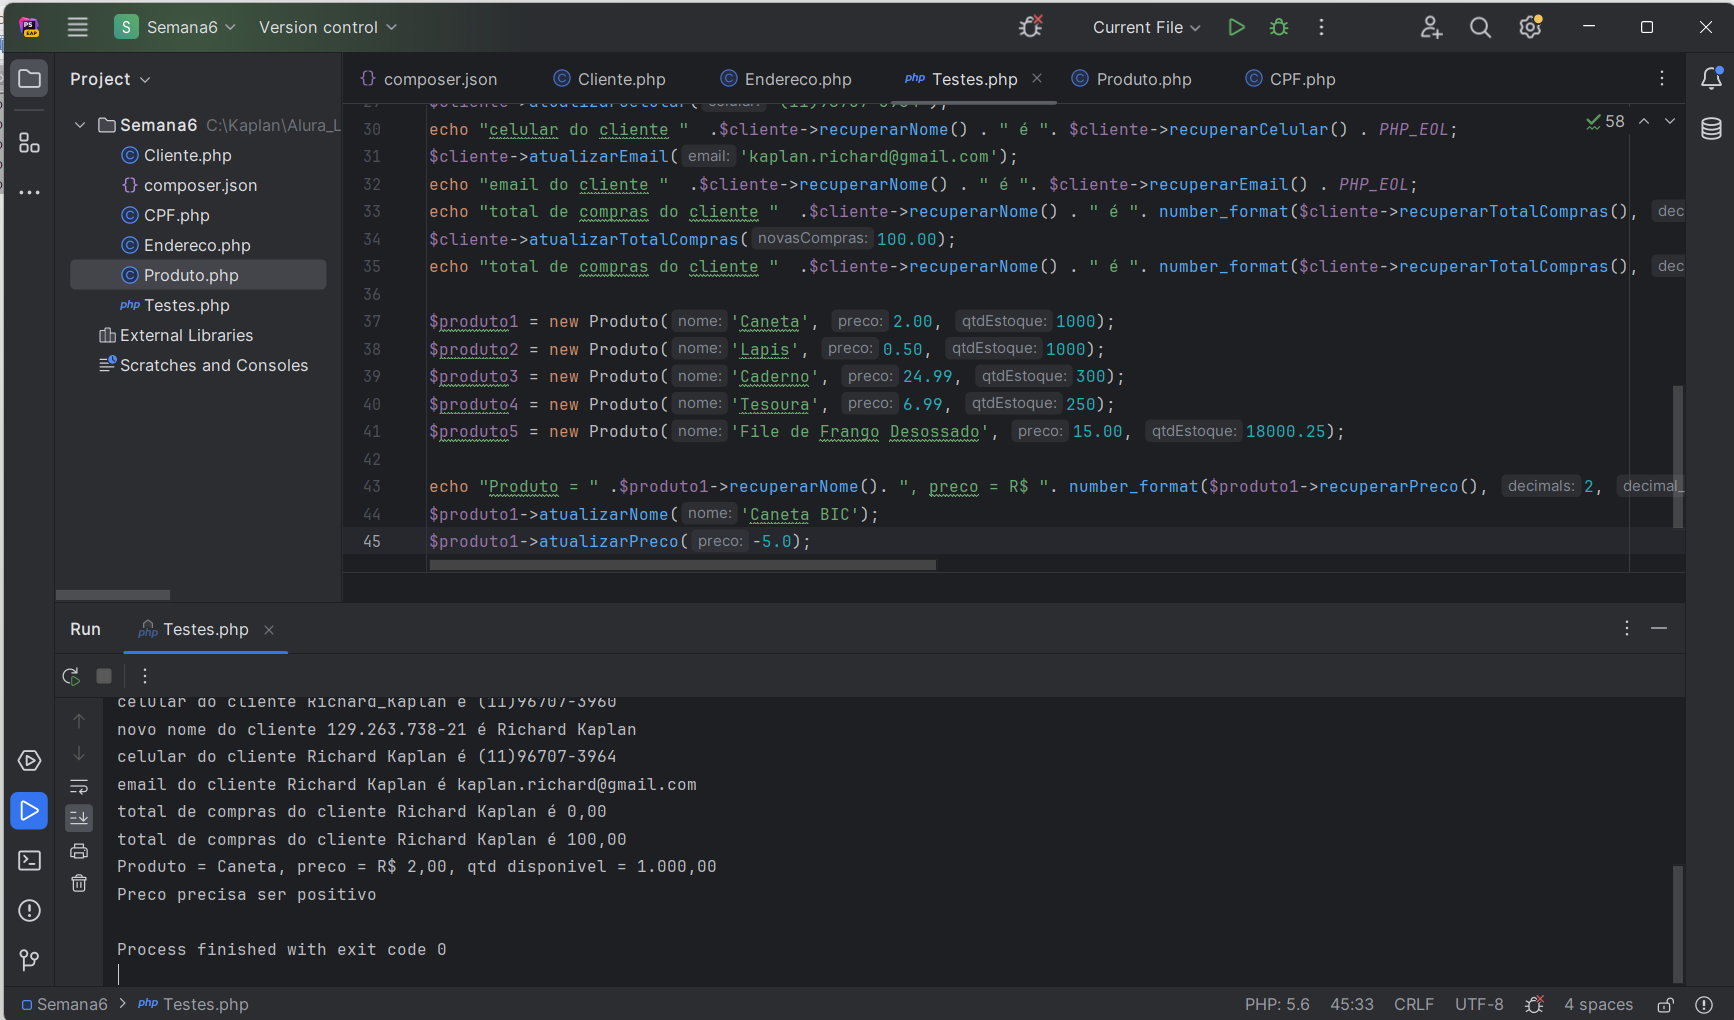 PS
EAP
S Semana6
Version control
Current File
Project
composer.json
Cliente.php
Endereco.php
php Testes.php
Produto.php
CPF.php
Semana6 C:\Kaplan\Alura_L
Cliente.php
composer.json
CPF.php
Endereco.php
Produto.php
php Testes.php
External Libraries
Scratches and Consoles
58
30 echo "celular do cliente " .$cliente->recuperarNome() . " é ". $cliente->recuperarCelular() . PHP_EOL;
31 $cliente->atualizarEmail( email: 'kaplan.richard@gmail.com');
32 echo "email do cliente " .$cliente->recuperarNome() . " é ". $cliente->recuperarEmail() . PHP_EOL;
33 echo "total de compras do cliente " .$cliente->recuperarNome() . " é ". number_format($cliente->recuperarTotalCompras(), dec
34 $cliente->atualizarTotalCompras( novasCompras: 100.00);
35 echo "total de compras do cliente " .$cliente->recuperarNome() . " é ". number_format($cliente->recuperarTotalCompras(), dec
36
37 $produto1 = new Produto( nome: 'Caneta', preco: 2.00, qtdEstoque: 1000);
38 $produto2 = new Produto( nome: 'Lapis', preco: 0.50, qtdEstoque: 1000);
39 $produto3 = new Produto( nome: 'Caderno', preco: 24.99, qtdEstoque: 300);
40 $produto4 = new Produto( nome: 'Tesoura', preco: 6.99, qtdEstoque: 250);
41 $produto5 = new Produto( nome: 'File de Frango Desossado', preco: 15.00, qtdEstoque: 18000.25);
42
43 echo "Produto = " .$produto1->recuperarNome(). ", preco = R$ ". number_format($produto1->recuperarPreco(), decimals: 2, decimal_
44 $produto1->atualizarNome( nome: 'Caneta BIC');
45 $produto1->atualizarPreco( preco: -5.0);
Run
php Testes.php
celular do cliente Richard_Kaplan é (11)96707-3960
novo nome do cliente 129.263.738-21 é Richard Kaplan
celular do cliente Richard Kaplan é (11)96707-3964
email do cliente Richard Kaplan é kaplan.richard@gmail.com
total de compras do cliente Richard Kaplan é 0,00
total de compras do cliente Richard Kaplan é 100,00
Produto = Caneta, preco = R$ 2,00, qtd disponivel = 1.000,00
Preco precisa ser positivo
Process finished with exit code 0
Semana6 > php Testes.php
PHP: 5.6
45:33
CRLF
UTF-8
4 spaces